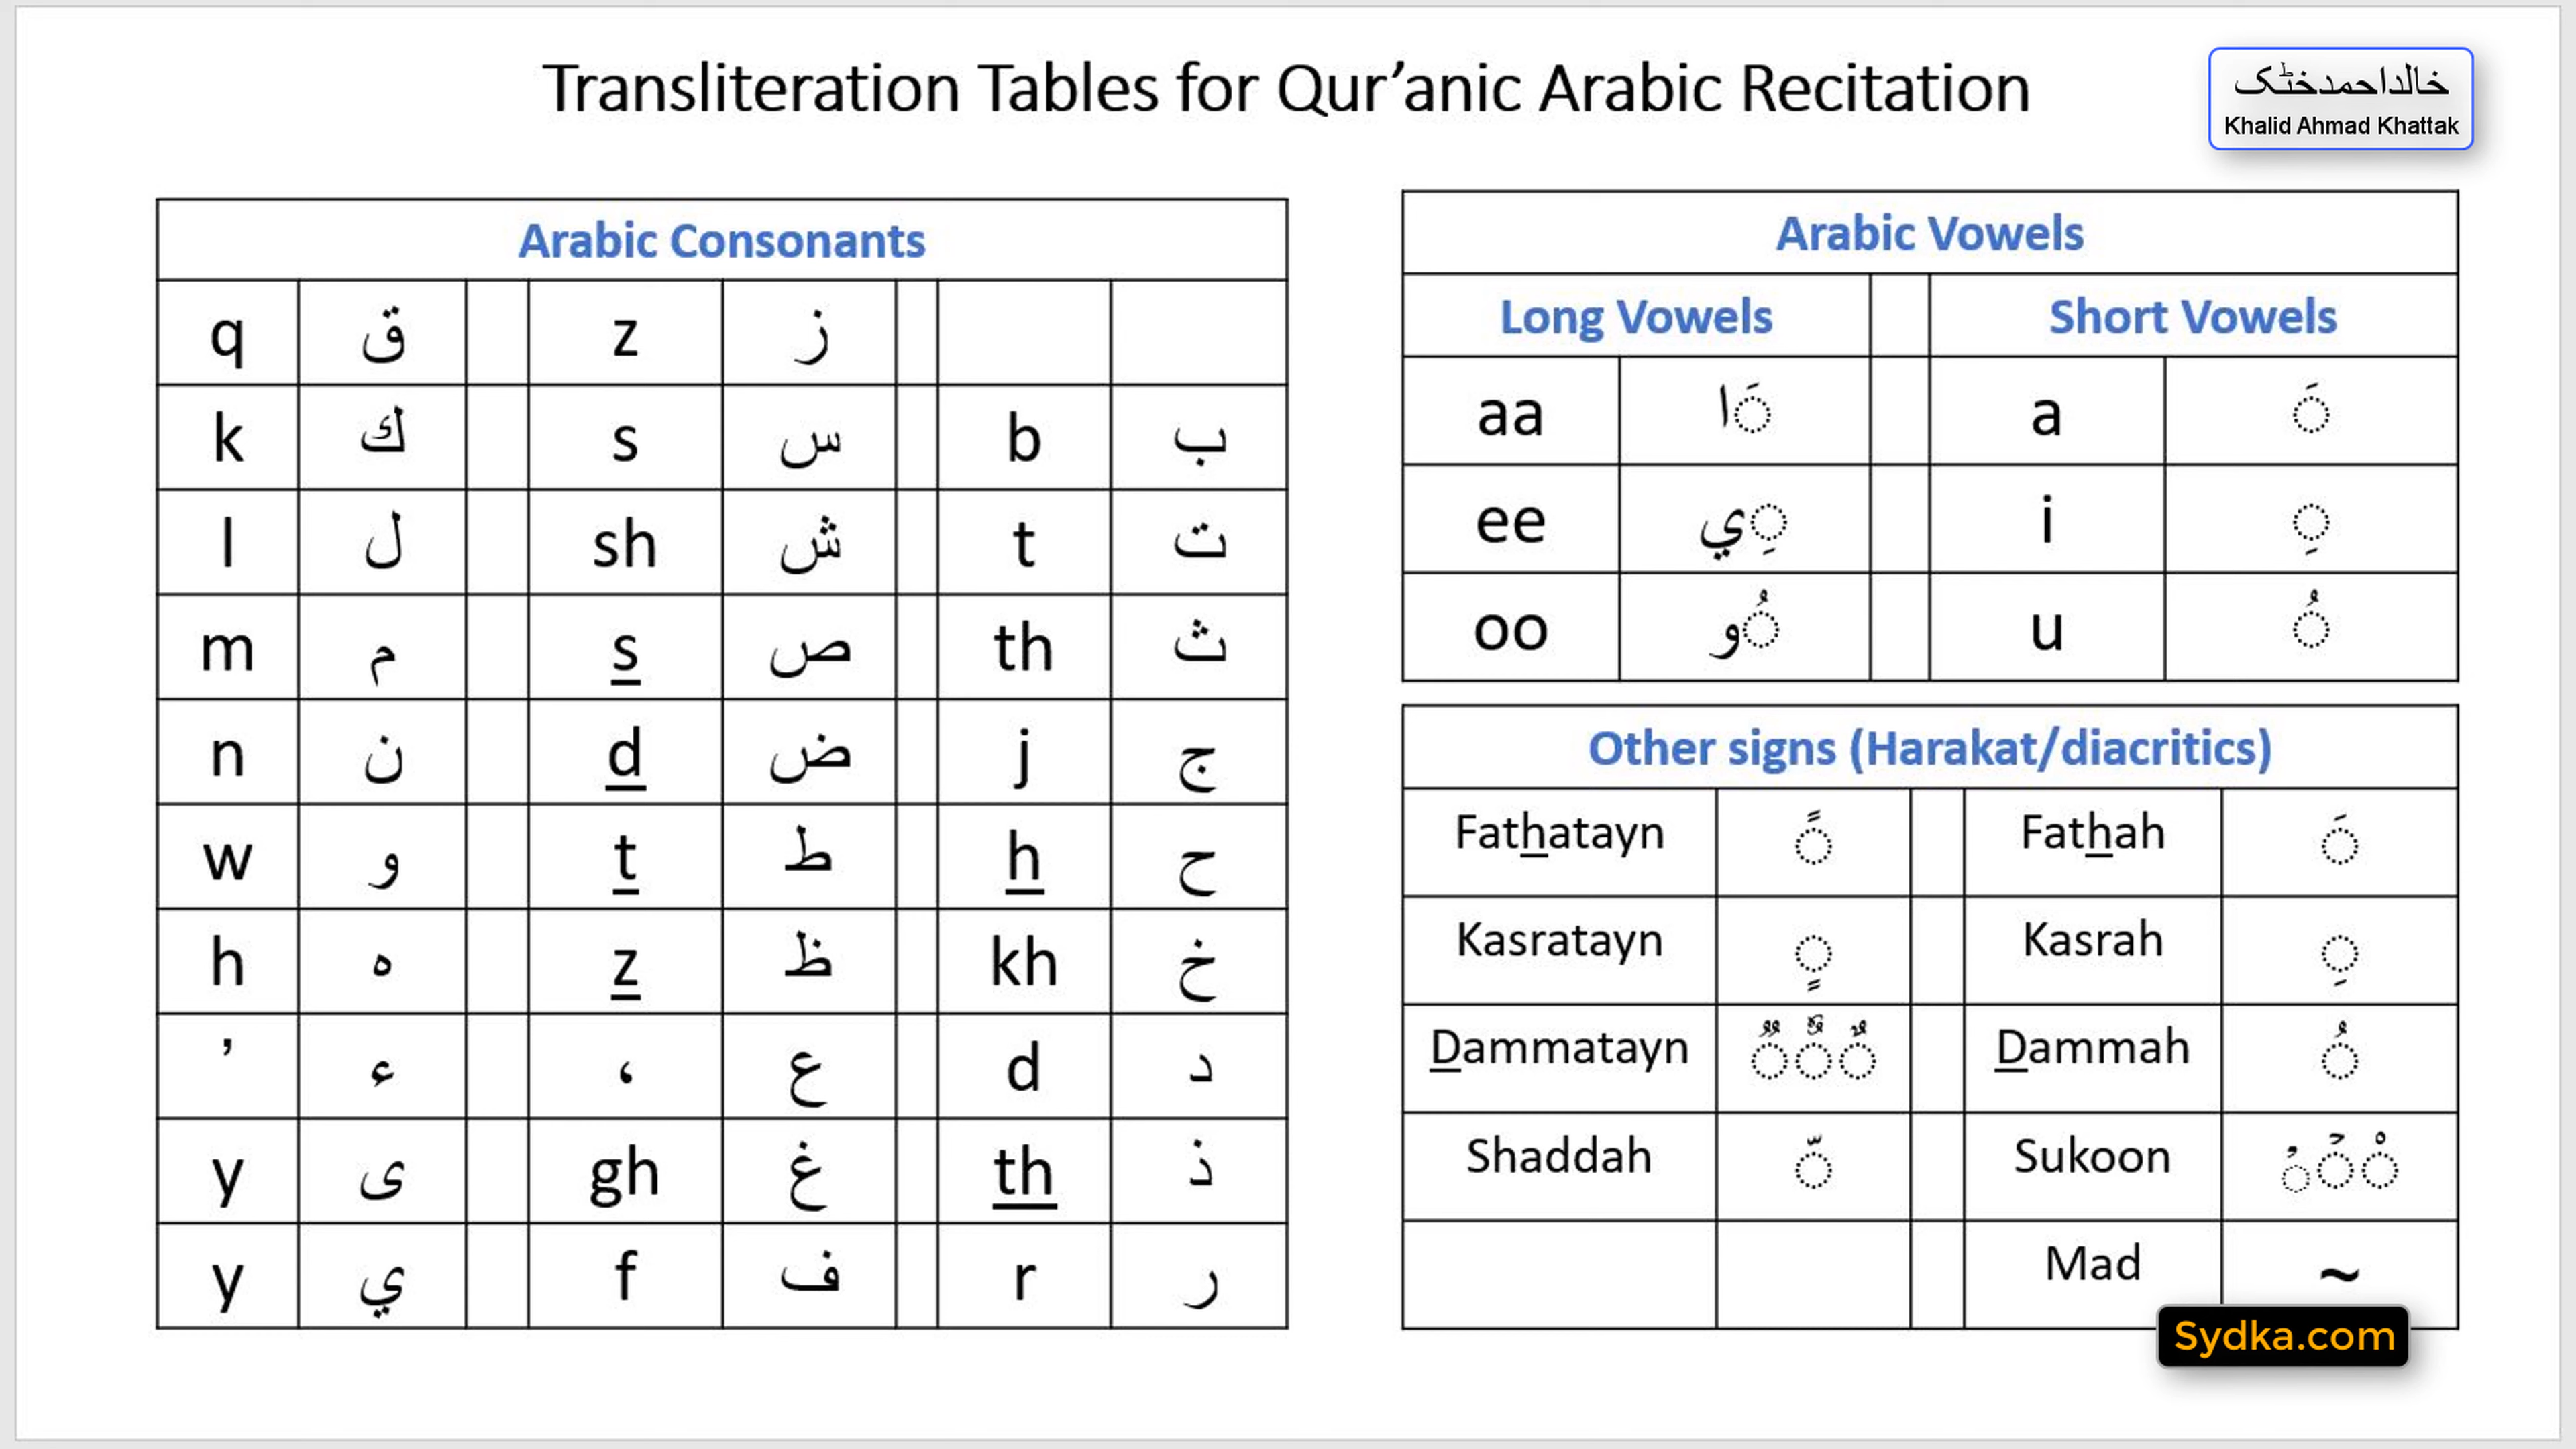 Transliteration Tables for Qur’anic Arabic Recitation
خالداحمدخٹک
Khalid Ahmad Khattak
Arabic Consonants
q ق z ز
k ك s س b ب
l ل sh ش t ت
m م s ص th ث
n ن d ض j ج
w و t ط h ح
h ه z ظ kh خ
’ ء ، ع d د
y ى gh غ th ذ
y ي f ف r ر
Arabic Vowels
Long Vowels Short Vowels
aa ◌َا a ◌َ
ee ◌ِي i ◌ِ
oo ◌ُو u ◌ُ
Other signs (Harakat/diacritics)
Fathatayn ◌ً Fathah ◌َ
Kasratayn ◌ٍ Kasrah ◌ِ
Dammatayn Dammah ◌ُ
Shaddah ◌ّ Sukoon
Mad ~
Sydka.com